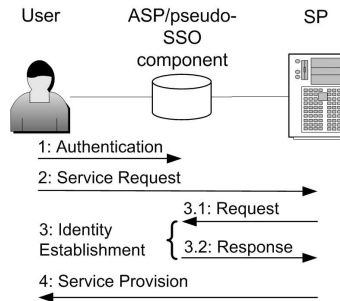 User
ASP/pseudo-
SSO
component
SP
1: Authentication
2: Service Request
3.1: Request
3: Identity
Establishment
3.2: Response
4: Service Provision